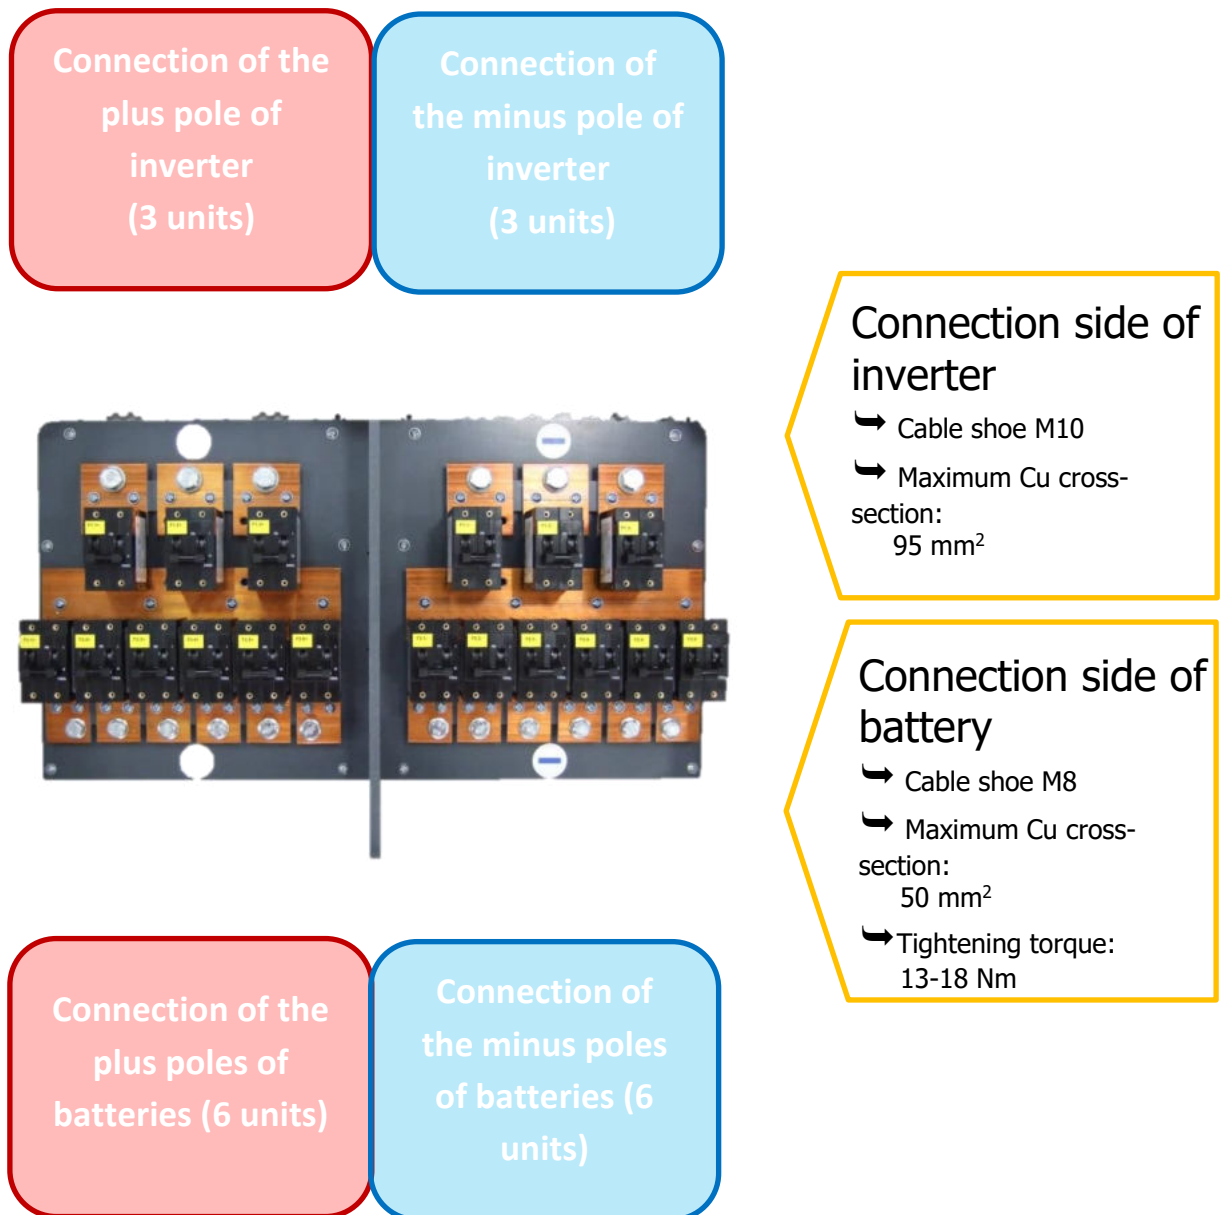 Connection of the
plus pole of
inverter
(3 units)
Connection of
the minus pole of
inverter
(3 units)
Connection side of
inverter
➥ Cable shoe M10
➥ Maximum Cu cross-
section:
95 mm²
Connection side of
battery
➥ Cable shoe M8
➥ Maximum Cu cross-
section:
50 mm²
➥Tightening torque:
13-18 Nm
Connection of the
plus poles of
batteries (6 units)
Connection of
the minus poles
of batteries (6
units)